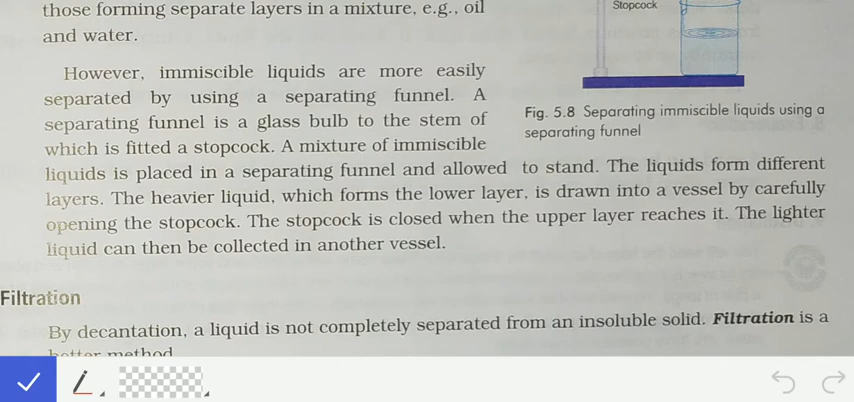 those forming separate layers in a mixture, e.g., oil
and water.
Stopcock
However, immiscible liquids are more easily
separated by using a separating funnel. A
separating funnel is a glass bulb to the stem of
which is fitted a stopcock. A mixture of immiscible
Fig. 5.8 Separating immiscible liquids using a
separating funnel
liquids is placed in a separating funnel and allowed to stand. The liquids form different
layers. The heavier liquid, which forms the lower layer, is drawn into a vessel by carefully
opening the stopcock. The stopcock is closed when the upper layer reaches it. The lighter
liquid can then be collected in another vessel.
Filtration
By decantation, a liquid is not completely separated from an insoluble solid. Filtration is a
better method